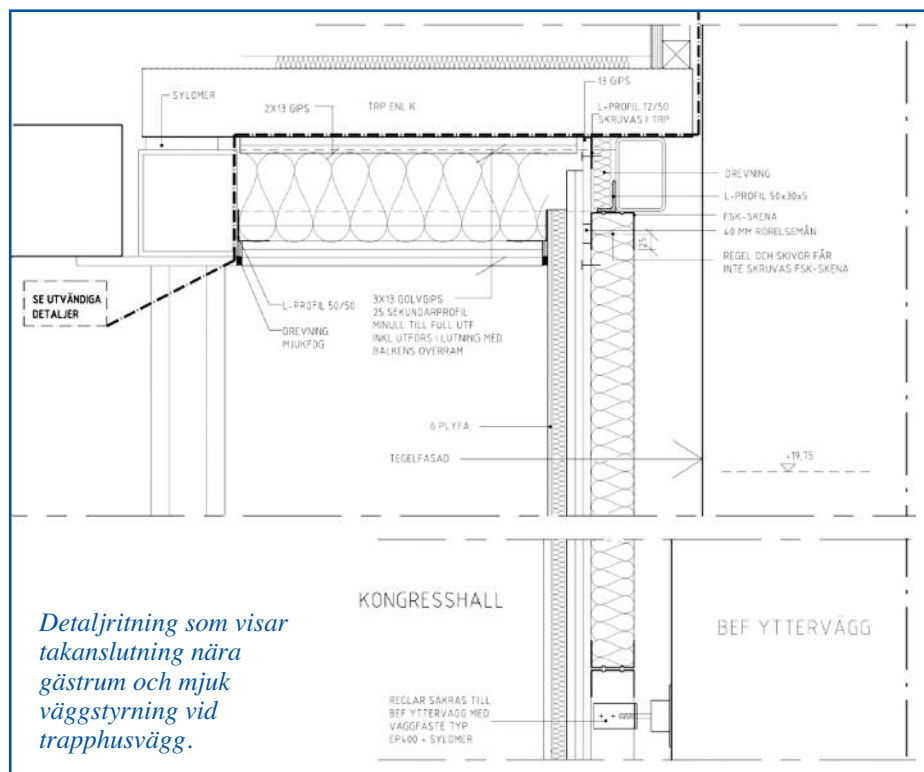 SYLOMER
2X13 GIPS
TRP ENL K
13 GIPS
L-PROFIL 12/50
SKRUVAS I TRP
DREVNING
L-PROFIL 50x30x5
FSK-SKENA
40 MM RÖRELSEMÅN
25
REGEL OCH SKIVOR FÅR
INTE SKRUVAS FSK-SKENA
SE UTVÄNDIGA
DETALJER
L-PROFIL 50/50
DREVNING
MJUKFOG
3X13 GOLVGIPS
25 SEKUNDÄRPROFIL
MINULL TILL FULL UTF
INKL UTFÖRS I LUTNING MED
BALKENS ÖVERRAM
6 PLYFA
TEGELFASAD
+19,75
KONGRESSHALL
BEF YTTERVÄGG
Detaljritning som visar
takanslutning nära
gästrum och mjuk
väggstyrning vid
trapphusvägg.
REGLAR SÄKRAS TILL
BEF YTTERVÄGG MED
VÄGGFÄSTE TYP
EP400 + SYLOMER